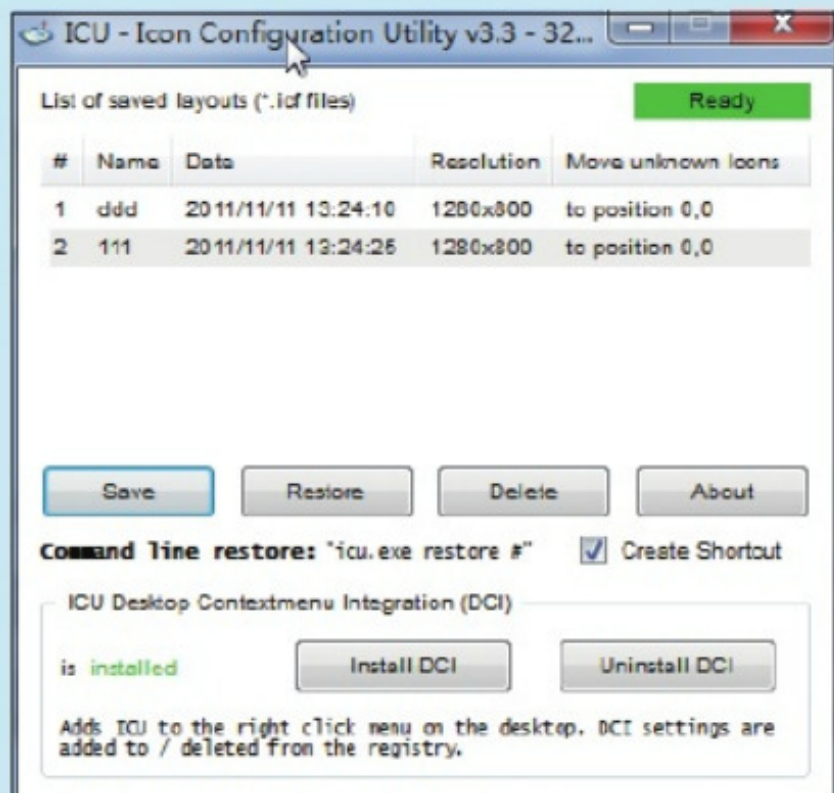 ICU - Icon Configuration Utility v3.3 - 32...
List of saved layouts (*.icf files)
Ready
# Name Date Resolution Move unknown Icons
1 ddd 2011/11/11 13:24:10 1280x800 to position 0,0
2 111 2011/11/11 13:24:25 1280x800 to position 0,0
Save Restore Delete About
Command line restore: "icu.exe restore #" Create Shortcut
ICU Desktop Contextmenu Integration (DCI)
is installed Install DCI Uninstall DCI
Adds ICU to the right click menu on the desktop. DCI settings are
added to / deleted from the registry.